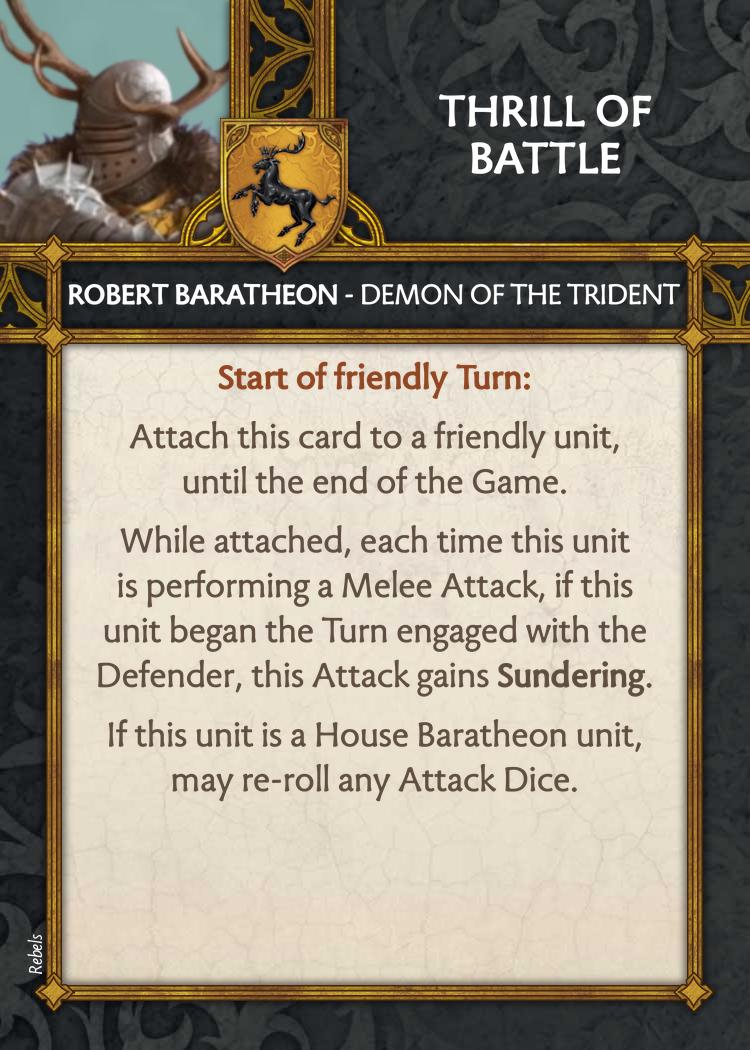 THRILL OF
BATTLE
ROBERT BARATHEON - DEMON OF THE TRIDENT
Start of friendly Turn:
Attach this card to a friendly unit,
until the end of the Game.
While attached, each time this unit
is performing a Melee Attack, if this
unit began the Turn engaged with the
Defender, this Attack gains Sundering.
If this unit is a House Baratheon unit,
may re-roll any Attack Dice.
Rebels